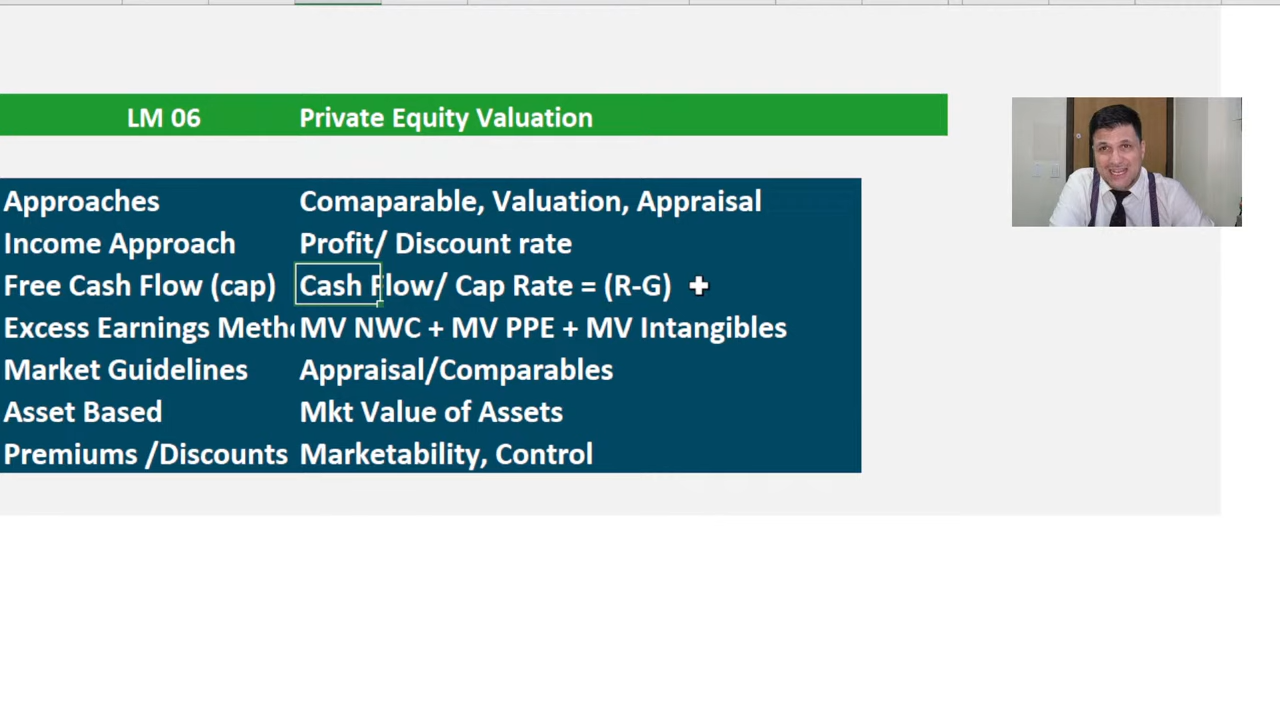 LM 06 Private Equity Valuation
Approaches Comaparable, Valuation, Appraisal
Income Approach Profit/ Discount rate
Free Cash Flow (cap) Cash Flow/ Cap Rate = (R-G)
Excess Earnings Metho MV NWC + MV PPE + MV Intangibles
Market Guidelines Appraisal/Comparables
Asset Based Mkt Value of Assets
Premiums /Discounts Marketability, Control